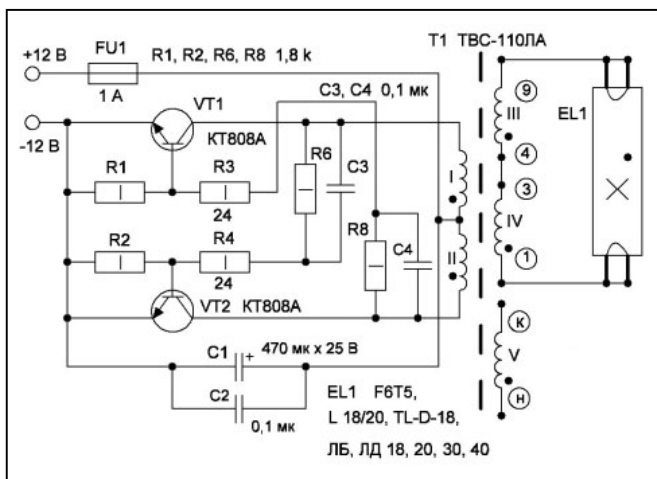 +12 В
FU1
1 А
-12 В
R1, R2, R6, R8 1,8 k
T1 ТВС-110ЛА
C3, C4 0,1 мк
VT1
КТ808А
R1
R3
24
R6
C3
R2
R4
24
R8
C4
VT2 КТ808А
I
II
9
III
4
3
IV
1
К
V
Н
EL1
C1
+
470 мк x 25 В
C2
0,1 мк
EL1 F6T5,
L 18/20, TL-D-18,
ЛБ, ЛД 18, 20, 30, 40